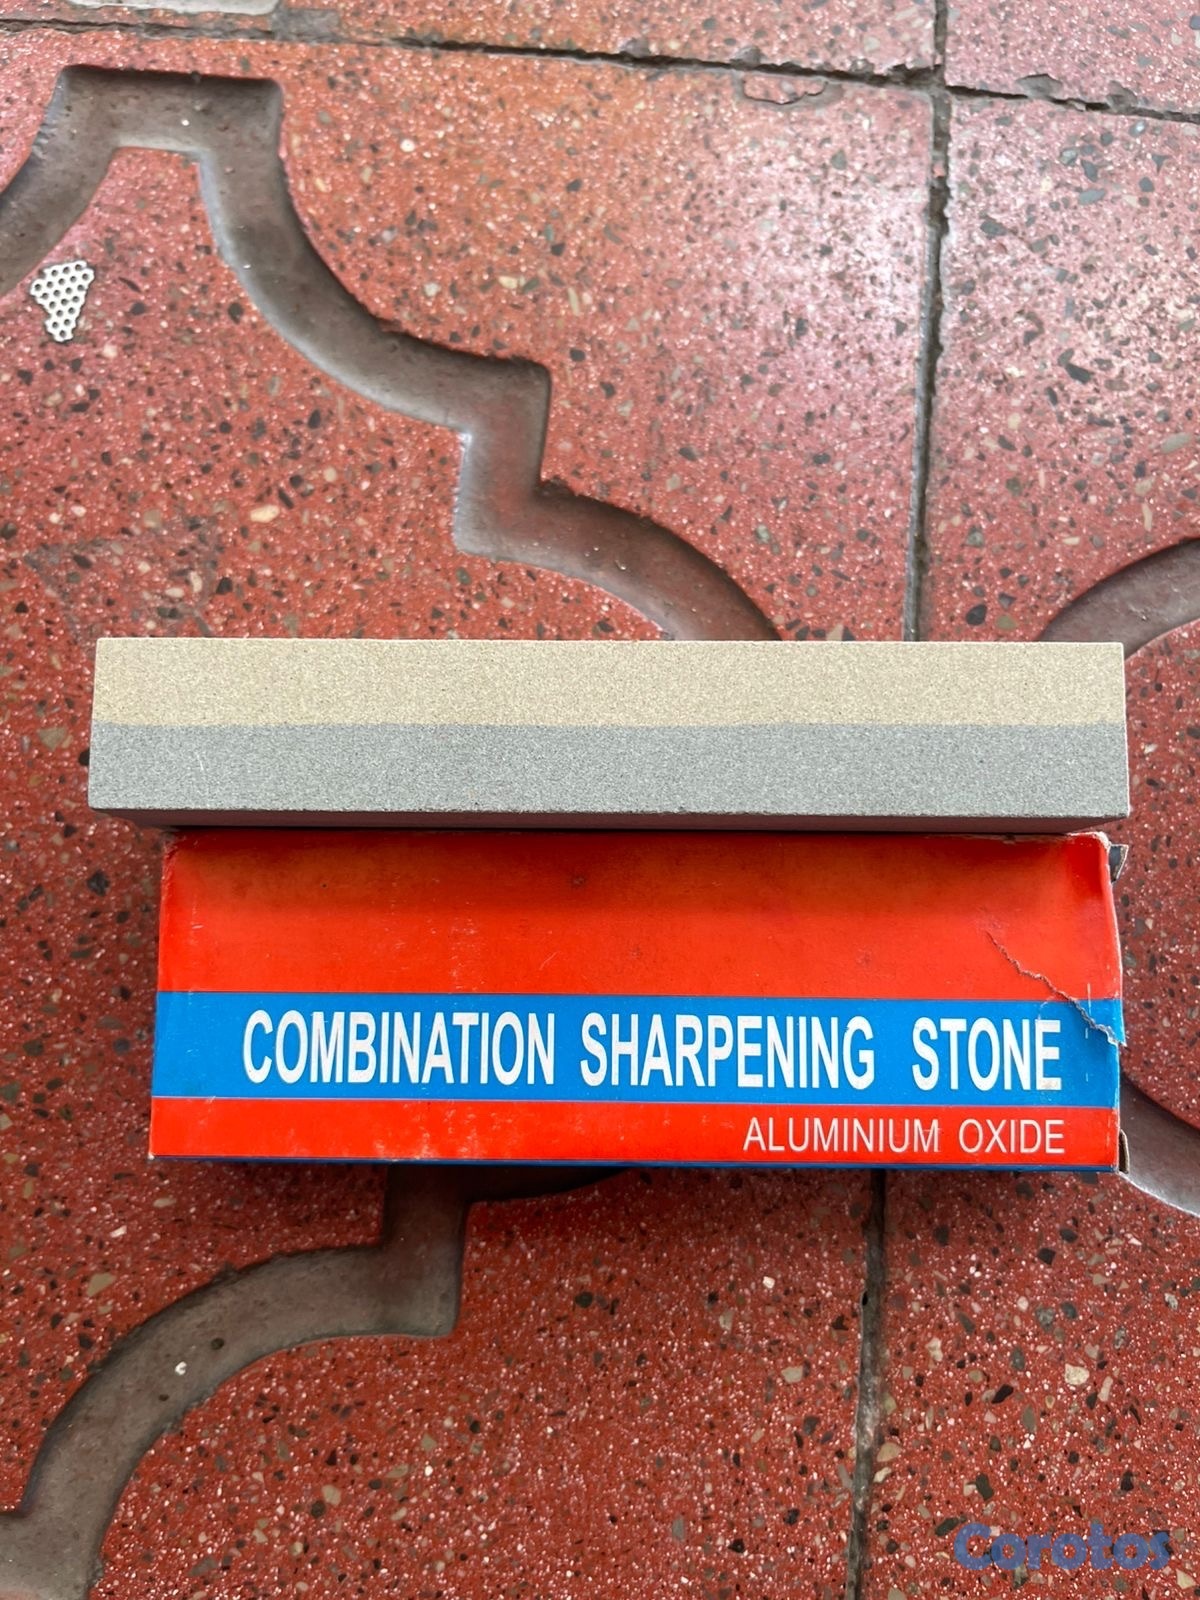 COMBINATION SHARPENING STONE
ALUMINIUM OXIDE
Corotos